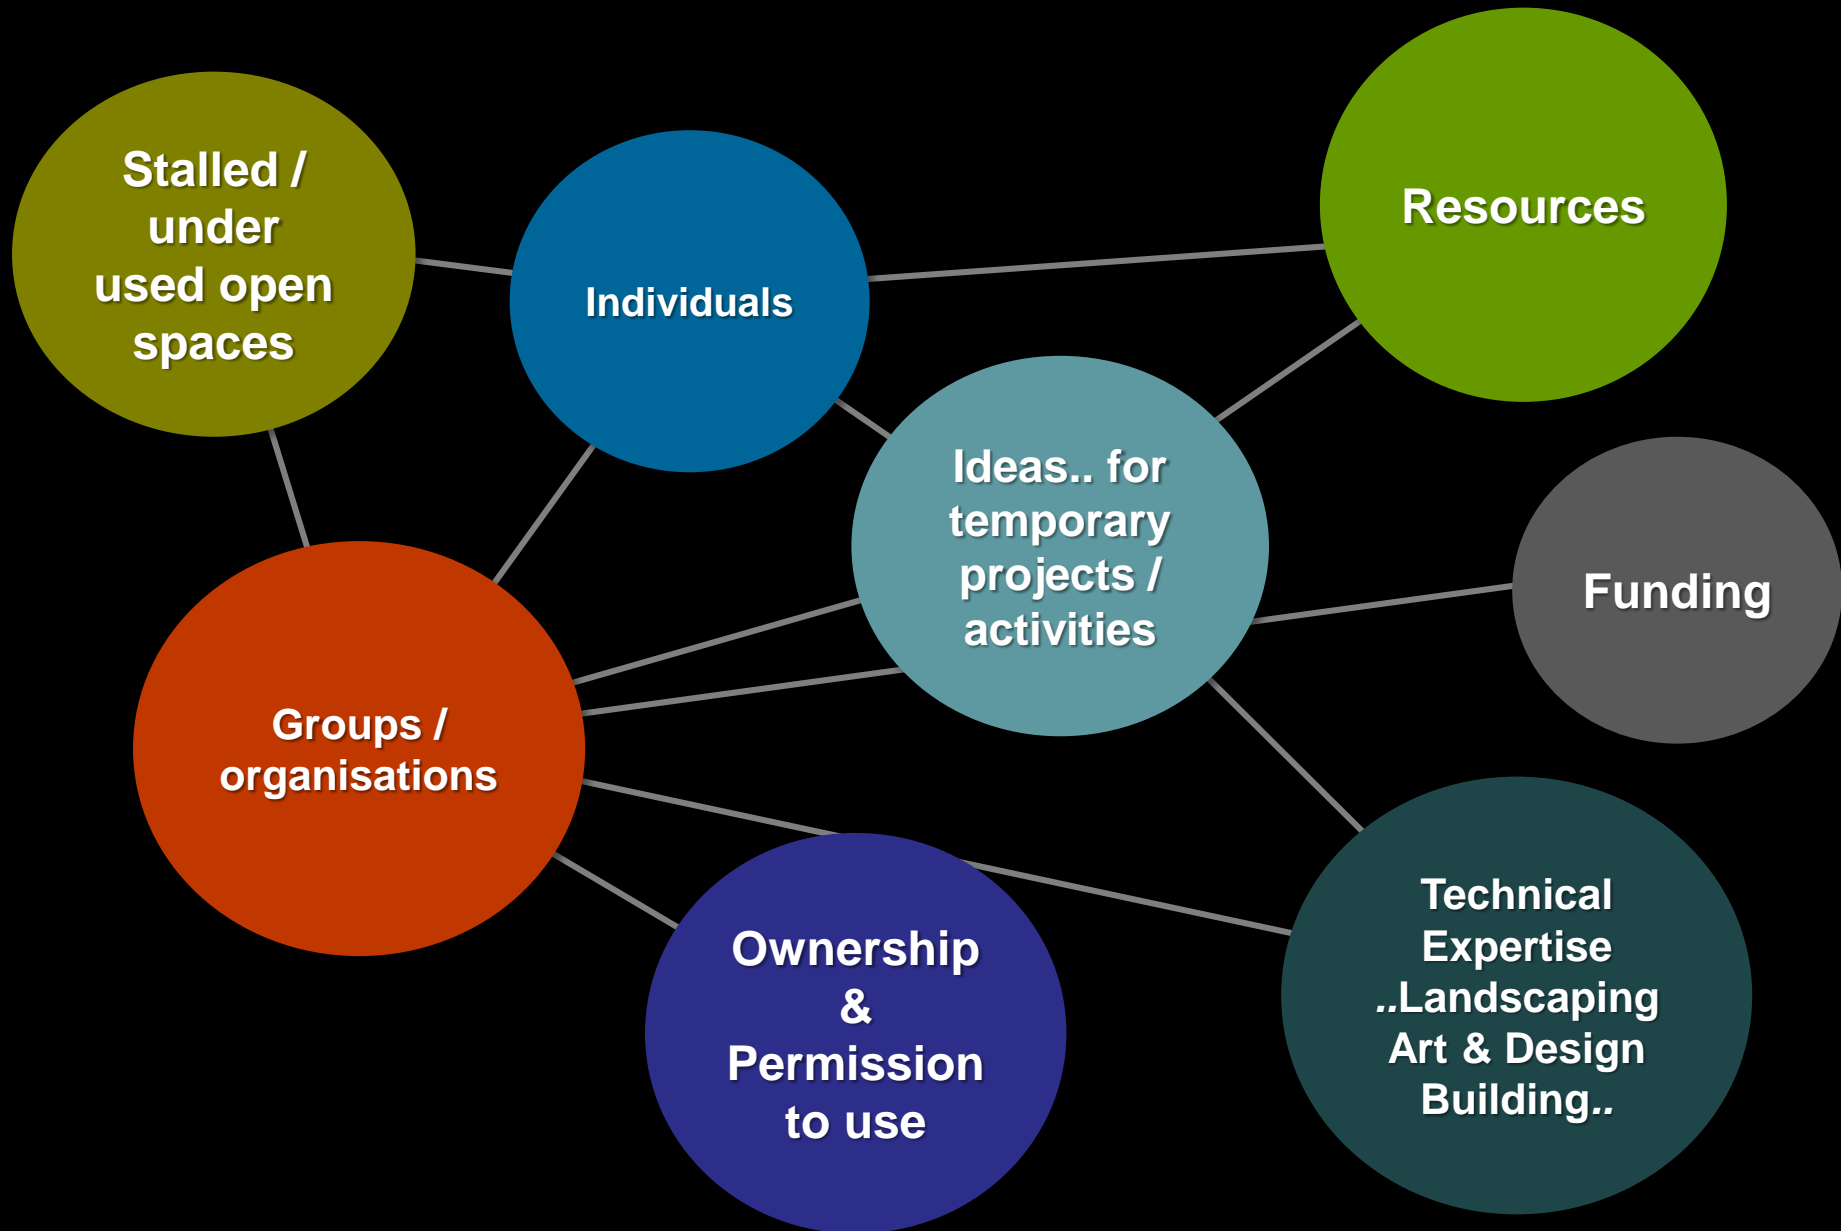 Stalled /
under
used open
spaces
Individuals
Resources
Ideas.. for
temporary
projects /
activities
Funding
Groups /
organisations
Ownership
&
Permission
to use
Technical
Expertise
..Landscaping
Art & Design
Building..